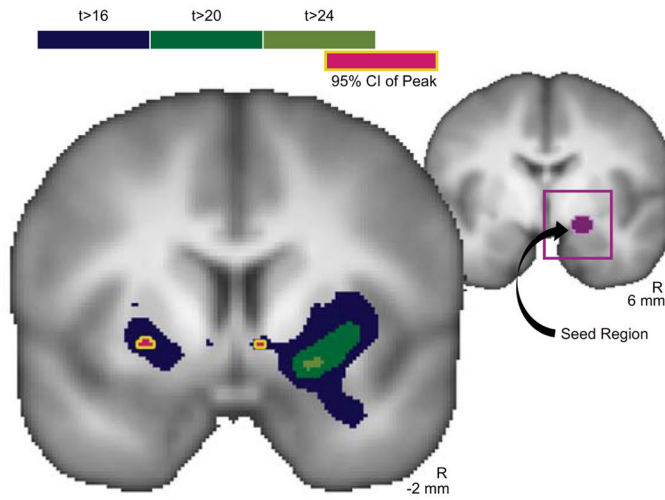 t>16 t>20 t>24
95% CI of Peak
R
6 mm
Seed Region
R
-2 mm